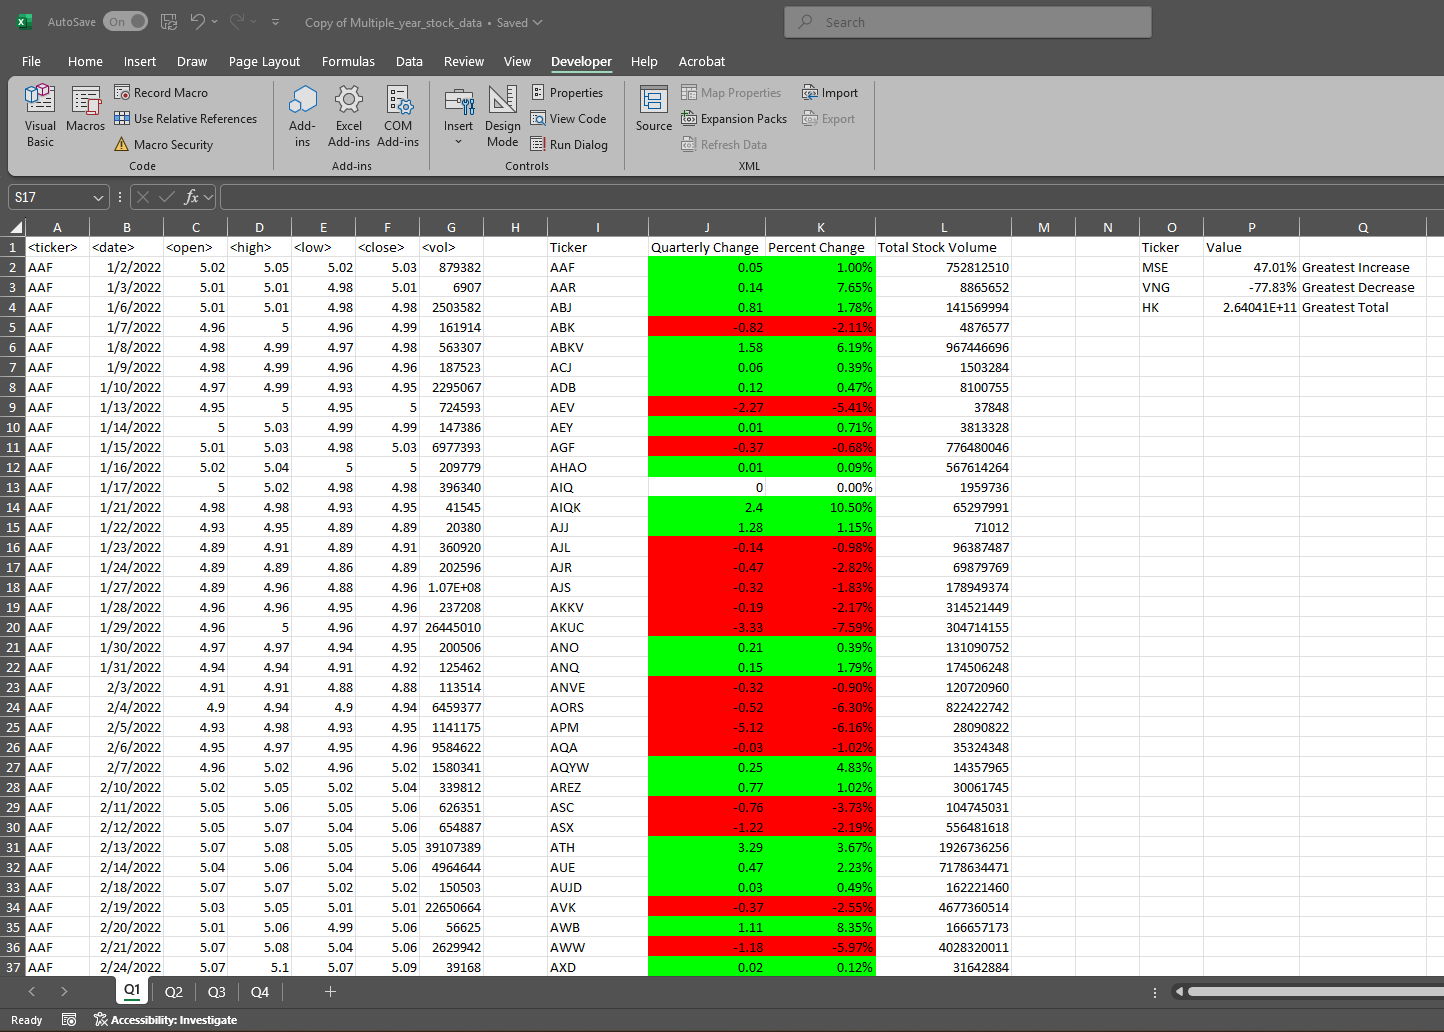 AutoSave On Copy of Multiple_year_stock_data • Saved Search
File Home Insert Draw Page Layout Formulas Data Review View Developer Help Acrobat
Visual Basic
Macros
Record Macro
Use Relative References
Macro Security
Code
Add-ins
Excel Add-ins
COM Add-ins
Add-ins
Insert
Design Mode
Properties
View Code
Run Dialog
Controls
Source
Map Properties
Expansion Packs
Refresh Data
Import
Export
XML
S17 fx
A B C D E F G H I J K L M N O P Q
1 <ticker> <date> <open> <high> <low> <close> <vol> Ticker Quarterly Change Percent Change Total Stock Volume Ticker Value
2 AAF 1/2/2022 5.02 5.05 5.02 5.03 879382 AAF 0.05 1.00% 752812510 MSE 47.01% Greatest Increase
3 AAF 1/3/2022 5.01 5.01 4.98 5.01 6907 AAR 0.14 7.65% 8865652 VNG -77.83% Greatest Decrease
4 AAF 1/6/2022 5.01 5.01 4.98 4.98 2503582 ABJ 0.81 1.78% 141569994 HK 2.64041E+11 Greatest Total
5 AAF 1/7/2022 4.96 5 4.96 4.99 161914 ABK -0.82 -2.11% 4876577
6 AAF 1/8/2022 4.98 4.99 4.97 4.98 563307 ABKV 1.58 6.19% 967446696
7 AAF 1/9/2022 4.98 4.99 4.96 4.96 187523 ACJ 0.06 0.39% 1503284
8 AAF 1/10/2022 4.97 4.99 4.93 4.95 2295067 ADB 0.12 0.47% 8100755
9 AAF 1/13/2022 4.95 5 4.95 5 724593 AEV -2.27 -5.41% 37848
10 AAF 1/14/2022 5 5.03 4.99 4.99 147386 AEY 0.01 0.71% 3813328
11 AAF 1/15/2022 5.01 5.03 4.98 5.03 6977393 AGF -0.37 -0.68% 776480046
12 AAF 1/16/2022 5.02 5.04 5 5 209779 AHAO 0.01 0.09% 567614264
13 AAF 1/17/2022 5 5.02 4.98 4.98 396340 AIQ 0 0.00% 1959736
14 AAF 1/21/2022 4.98 4.98 4.93 4.95 41545 AIQK 2.4 10.50% 65297991
15 AAF 1/22/2022 4.93 4.95 4.89 4.89 20380 AJJ 1.28 1.15% 71012
16 AAF 1/23/2022 4.89 4.91 4.89 4.91 360920 AJL -0.14 -0.98% 96387487
17 AAF 1/24/2022 4.89 4.89 4.86 4.89 202596 AJR -0.47 -2.82% 69879769
18 AAF 1/27/2022 4.89 4.96 4.88 4.96 1.07E+08 AJS -0.32 -1.83% 178949374
19 AAF 1/28/2022 4.96 4.96 4.95 4.96 237208 AKKV -0.19 -2.17% 314521449
20 AAF 1/29/2022 4.96 5 4.96 4.97 26445010 AKUC -3.33 -7.59% 304714155
21 AAF 1/30/2022 4.97 4.97 4.94 4.95 200506 ANO 0.21 0.39% 131090752
22 AAF 1/31/2022 4.94 4.94 4.91 4.92 125462 ANQ 0.15 1.79% 174506248
23 AAF 2/3/2022 4.91 4.91 4.88 4.88 113514 ANVE -0.32 -0.90% 120720960
24 AAF 2/4/2022 4.9 4.94 4.9 4.94 6459377 AORS -0.52 -6.30% 822422742
25 AAF 2/5/2022 4.93 4.98 4.93 4.95 1141175 APM -5.12 -6.16% 28090822
26 AAF 2/6/2022 4.95 4.97 4.95 4.96 9584622 AQA -0.03 -1.02% 35324348
27 AAF 2/7/2022 4.96 5.02 4.96 5.02 1580341 AQYW 0.25 4.83% 14357965
28 AAF 2/10/2022 5.02 5.05 5.02 5.04 339812 AREZ 0.77 1.02% 30061745
29 AAF 2/11/2022 5.05 5.06 5.05 5.06 626351 ASC -0.76 -3.73% 104745031
30 AAF 2/12/2022 5.05 5.07 5.04 5.06 654887 ASX -1.22 -2.19% 556481618
31 AAF 2/13/2022 5.07 5.08 5.05 5.05 39107389 ATH 3.29 3.67% 1926736256
32 AAF 2/14/2022 5.04 5.06 5.04 5.06 4964644 AUE 0.47 2.23% 7178634471
33 AAF 2/18/2022 5.07 5.07 5.02 5.02 150503 AUJD 0.03 0.49% 162221460
34 AAF 2/19/2022 5.03 5.05 5.01 5.01 22650664 AVK -0.37 -2.55% 4677360514
35 AAF 2/20/2022 5.01 5.06 4.99 5.06 56625 AWB 1.11 8.35% 166657173
36 AAF 2/21/2022 5.07 5.08 5.04 5.06 2629942 AWW -1.18 -5.97% 4028320011
37 AAF 2/24/2022 5.07 5.1 5.07 5.09 39168 AXD 0.02 0.12% 31642884
Q1 Q2 Q3 Q4
Ready Accessibility: Investigate